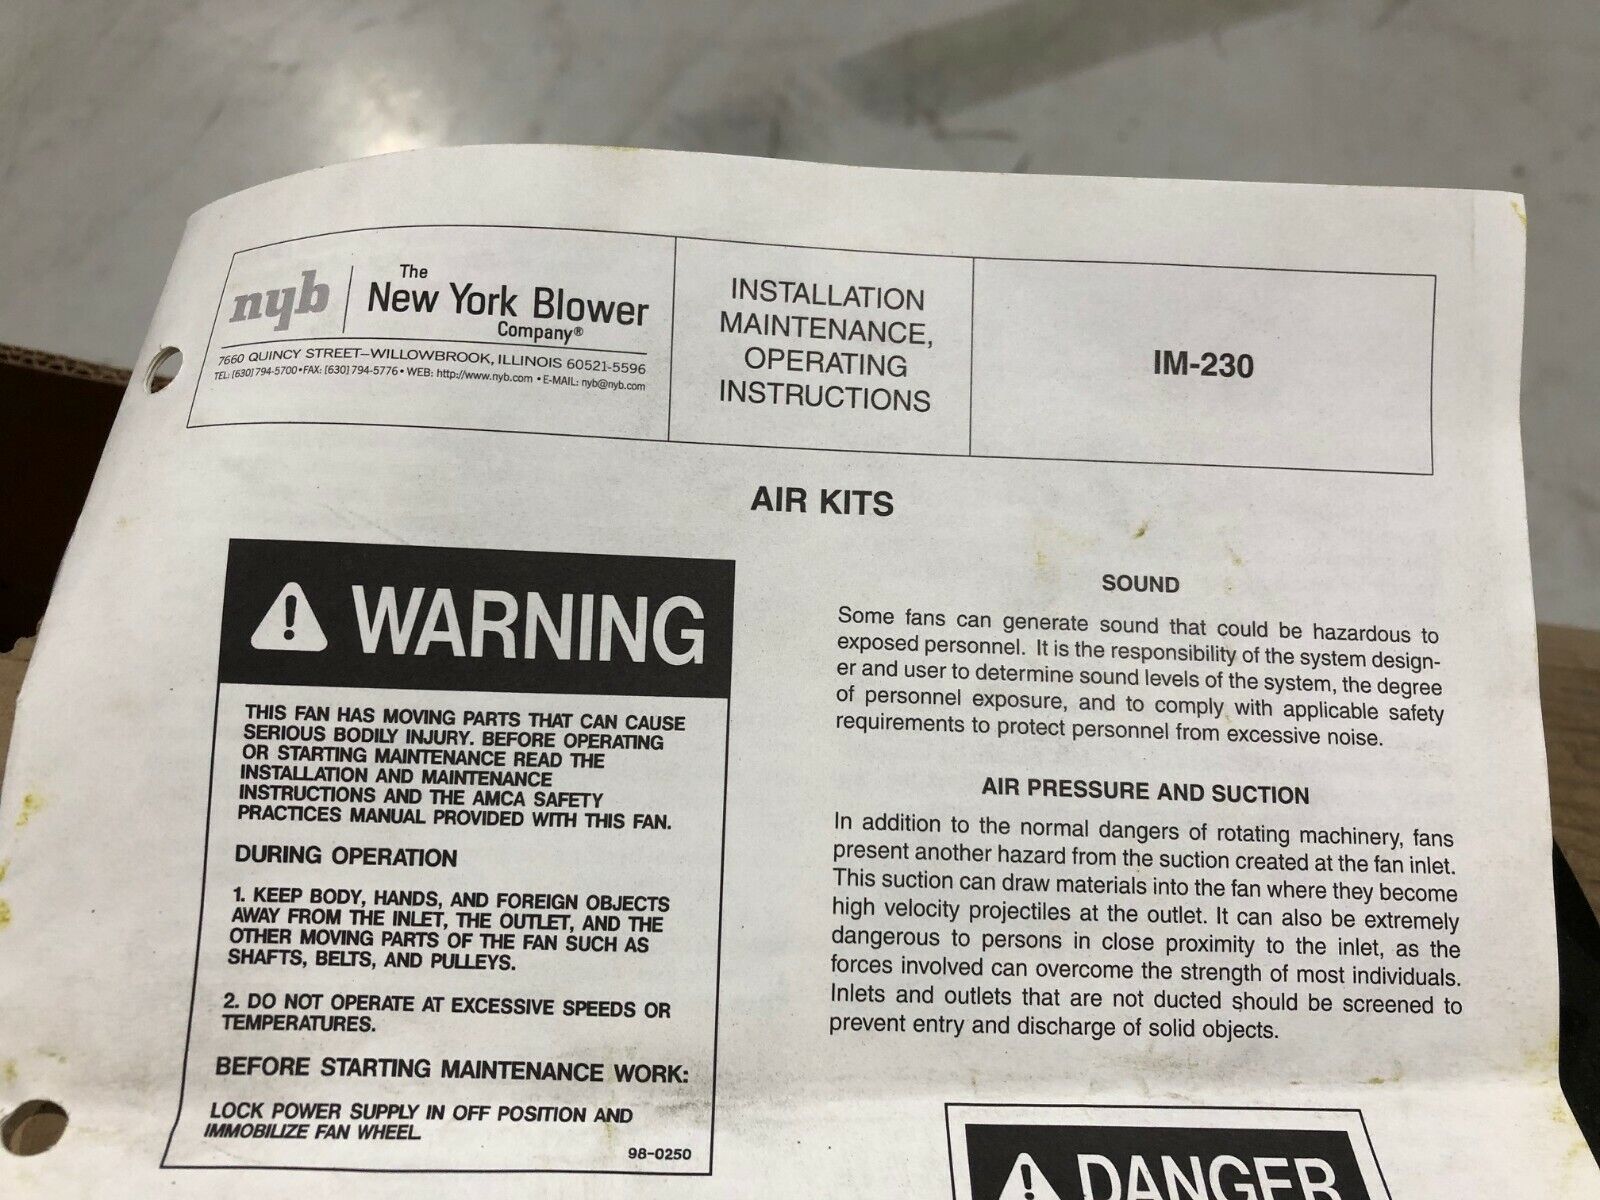 nyb
The
New York Blower
Company®
7660 QUINCY STREET–WILLOWBROOK, ILLINOIS 60521-5596
TEL: (630) 794-5700 • FAX: (630) 794-5776 • WEB: http://www.nyb.com • E-MAIL: nyb@nyb.com
INSTALLATION
MAINTENANCE,
OPERATING
INSTRUCTIONS
IM-230
AIR KITS
WARNING
THIS FAN HAS MOVING PARTS THAT CAN CAUSE
SERIOUS BODILY INJURY. BEFORE OPERATING
OR STARTING MAINTENANCE READ THE
INSTALLATION AND MAINTENANCE
INSTRUCTIONS AND THE AMCA SAFETY
PRACTICES MANUAL PROVIDED WITH THIS FAN.
DURING OPERATION
1. KEEP BODY, HANDS, AND FOREIGN OBJECTS
AWAY FROM THE INLET, THE OUTLET, AND THE
OTHER MOVING PARTS OF THE FAN SUCH AS
SHAFTS, BELTS, AND PULLEYS.
2. DO NOT OPERATE AT EXCESSIVE SPEEDS OR
TEMPERATURES.
BEFORE STARTING MAINTENANCE WORK:
LOCK POWER SUPPLY IN OFF POSITION AND
IMMOBILIZE FAN WHEEL
98-0250
SOUND
Some fans can generate sound that could be hazardous to
exposed personnel. It is the responsibility of the system design-
er and user to determine sound levels of the system, the degree
of personnel exposure, and to comply with applicable safety
requirements to protect personnel from excessive noise.
AIR PRESSURE AND SUCTION
In addition to the normal dangers of rotating machinery, fans
present another hazard from the suction created at the fan inlet.
This suction can draw materials into the fan where they become
high velocity projectiles at the outlet. It can also be extremely
dangerous to persons in close proximity to the inlet, as the
forces involved can overcome the strength of most individuals.
Inlets and outlets that are not ducted should be screened to
prevent entry and discharge of solid objects.
DANGER